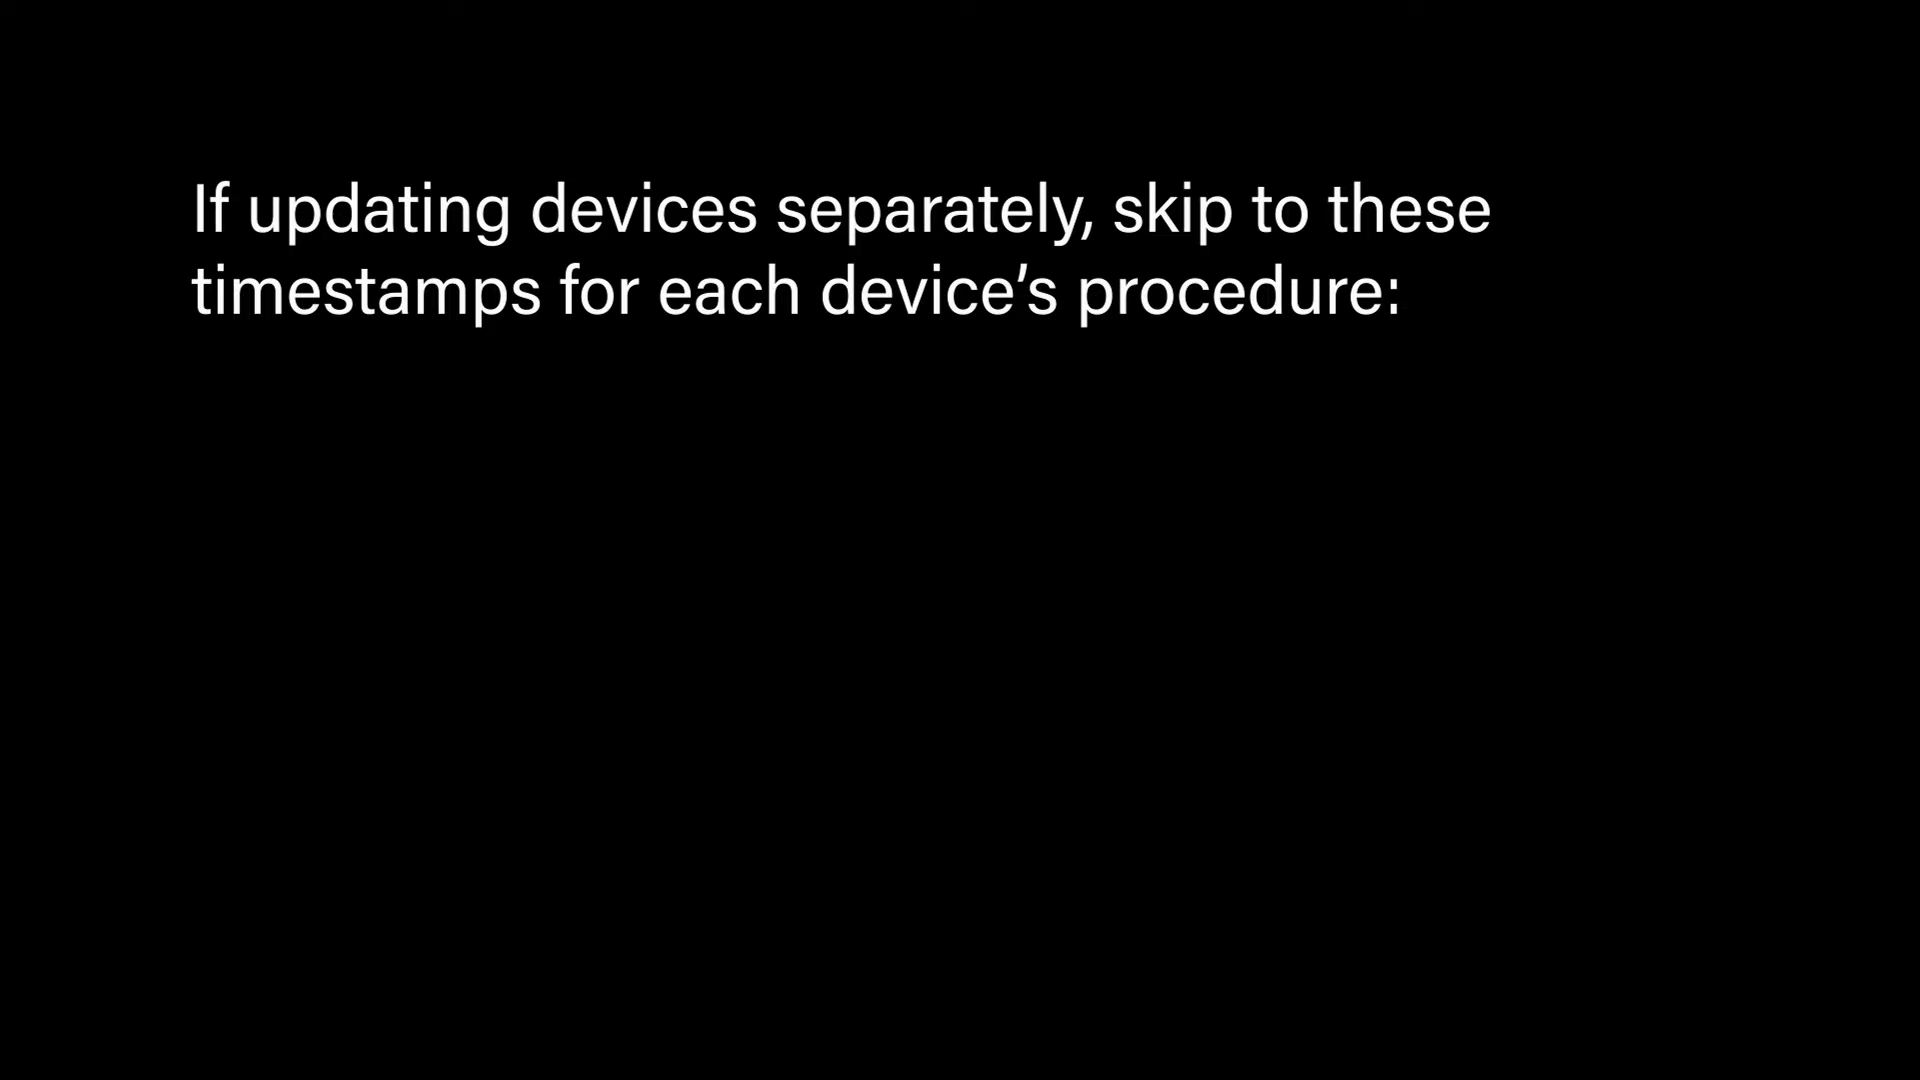 If updating devices separately, skip to these
timestamps for each device’s procedure: